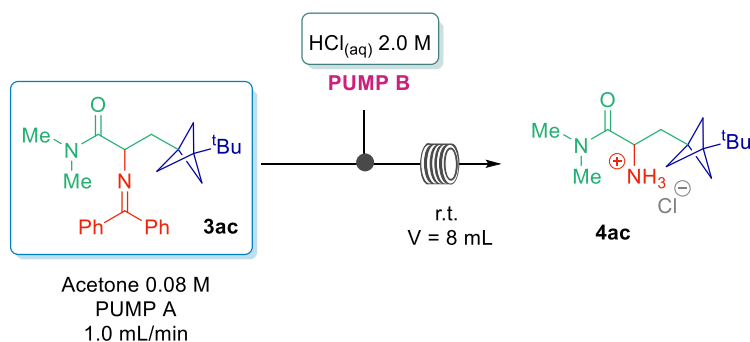 HCl(aq) 2.0 M
PUMP B
O
Me
N
Me
N
Ph
Ph
tBu
3ac
Acetone 0.08 M
PUMP A
1.0 mL/min
r.t.
V = 8 mL
O
Me
N
Me
+
NH3
Cl
−
tBu
4ac